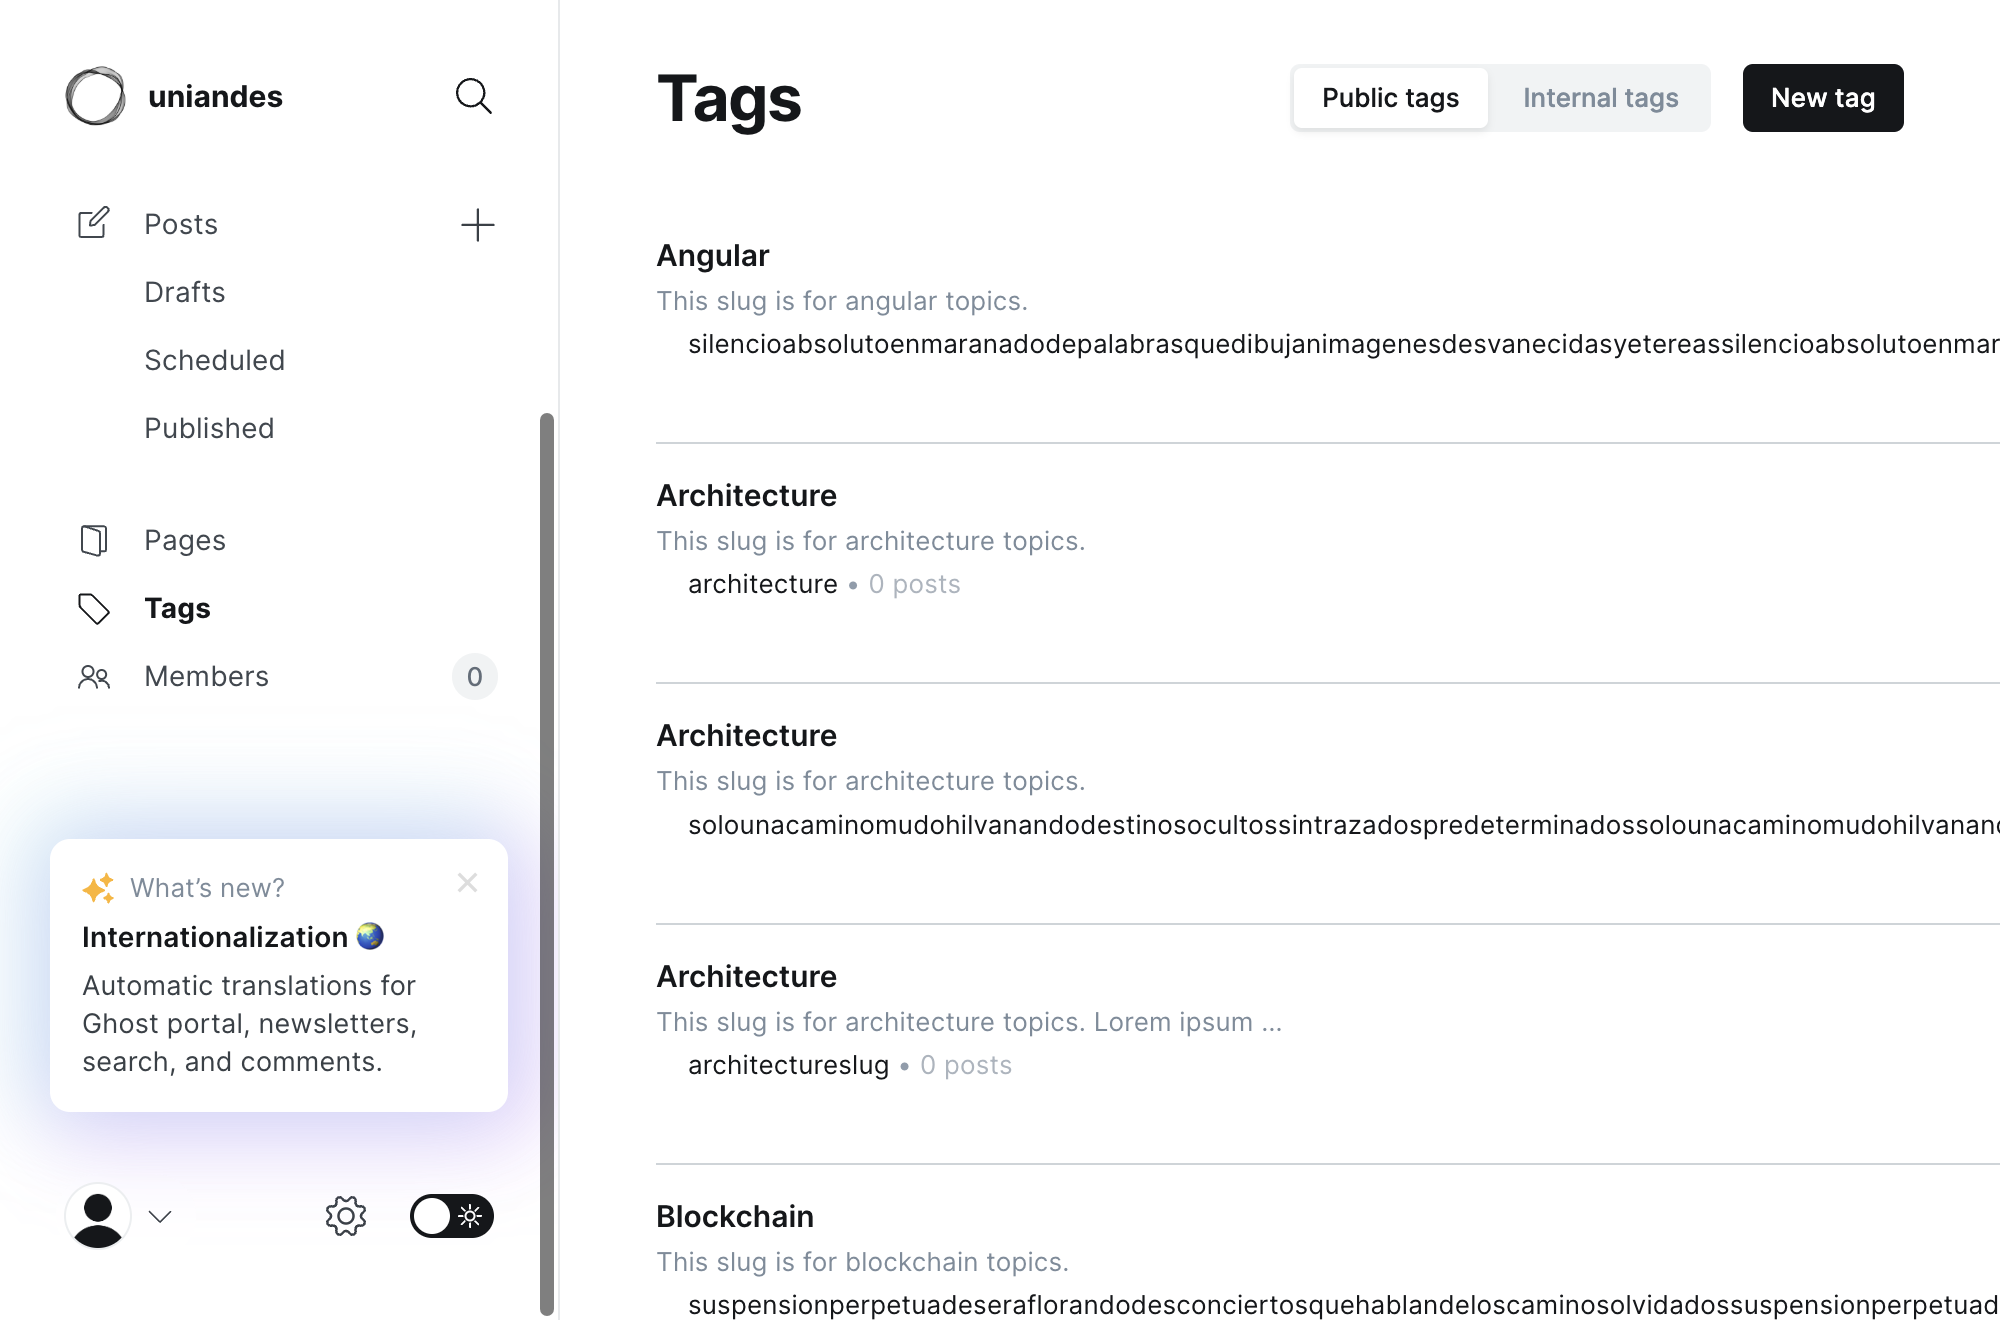 uniandes
Posts
Drafts
Scheduled
Published
Pages
Tags
Members
0
What's new?
Internationalization
Automatic translations for
Ghost portal, newsletters,
search, and comments.
Tags
Public tags
Internal tags
New tag
Angular
This slug is for angular topics.
silencioabsolutoenmaranadodepalabrasquedibujanimagenesdesvanecidasyetereassilencioabsolutoenmar
Architecture
This slug is for architecture topics.
architecture • 0 posts
Architecture
This slug is for architecture topics.
solounacaminomudohilvanandodestinosocultossintrazadospredeterminadossolounacaminomudohilvanand
Architecture
This slug is for architecture topics. Lorem ipsum ...
architectureslug • 0 posts
Blockchain
This slug is for blockchain topics.
suspensionperpetuadeseraflorandodesconciertosquehablandeloscaminosolvidadossuspensionperpetuad